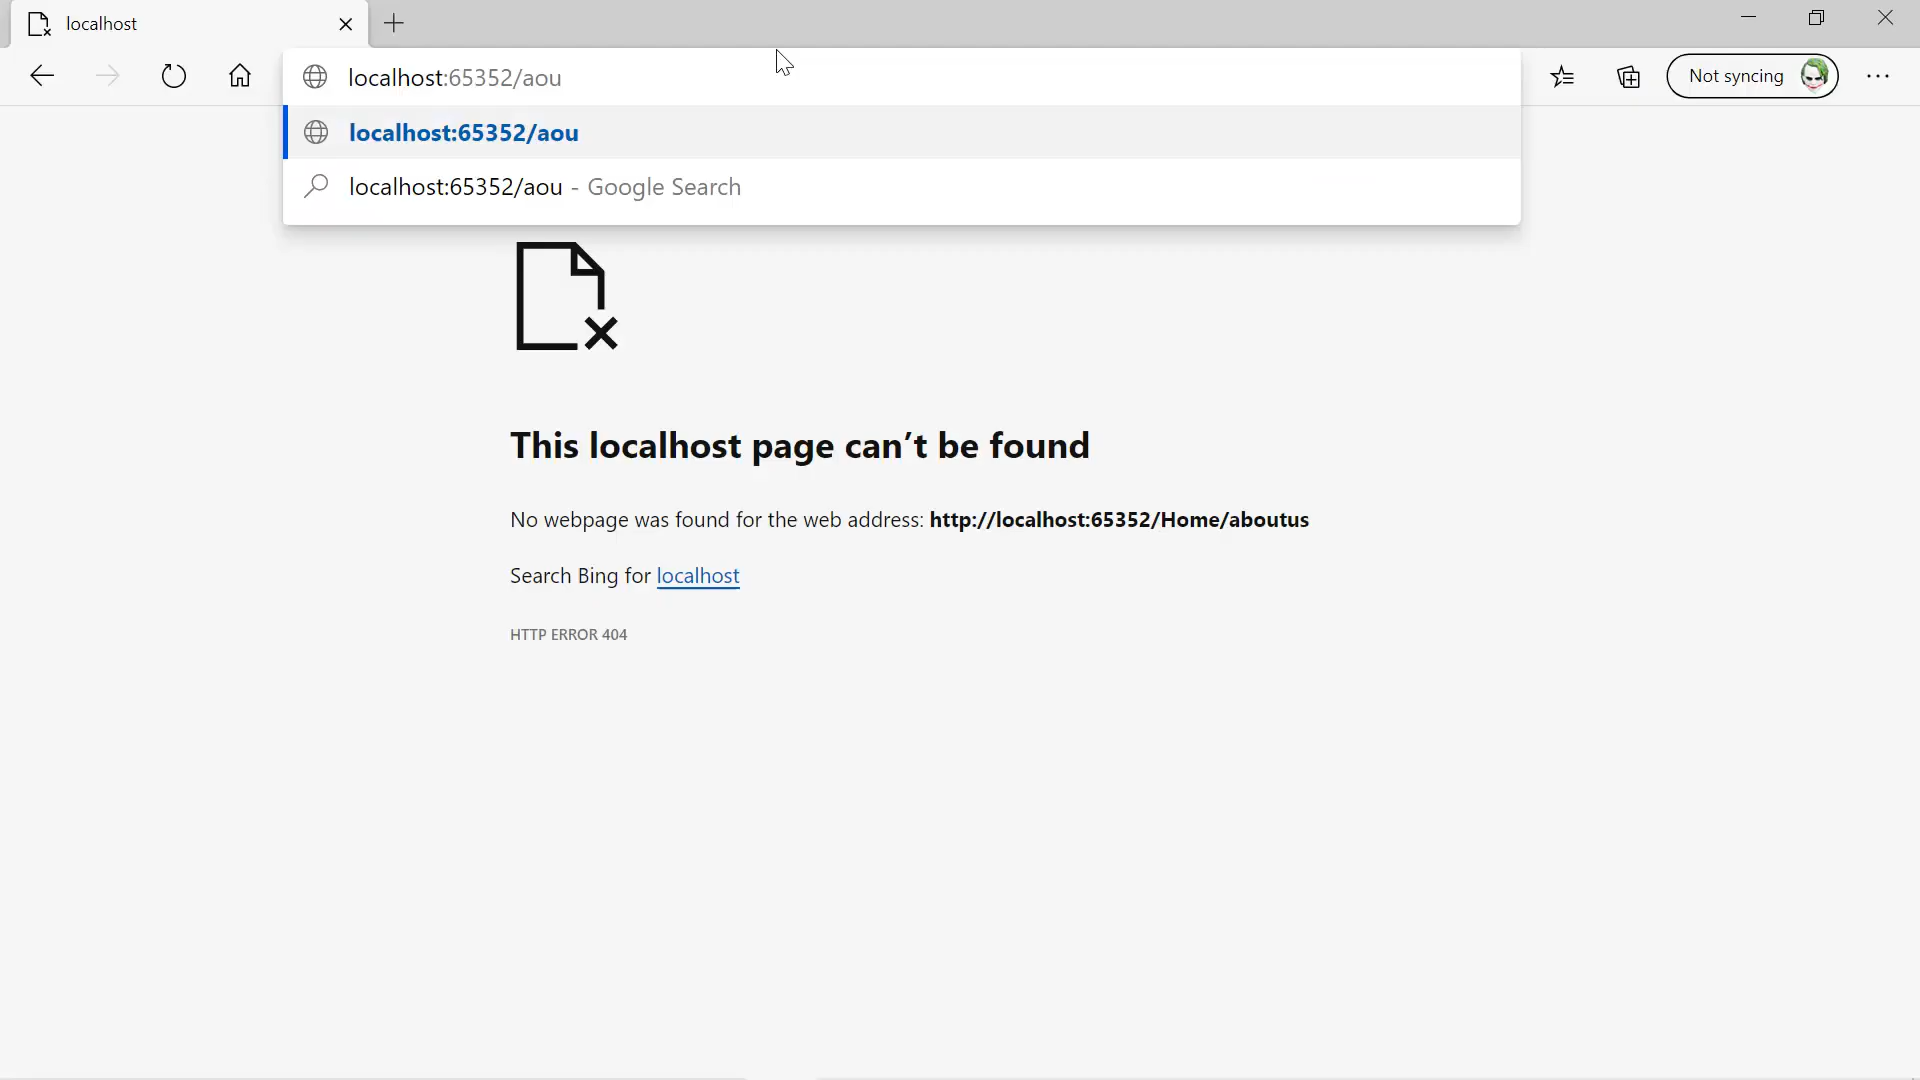 localhost
localhost:65352/aou
Not syncing
localhost:65352/aou
localhost:65352/aou - Google Search
This localhost page can’t be found
No webpage was found for the web address: http://localhost:65352/Home/aboutus
Search Bing for localhost
HTTP ERROR 404